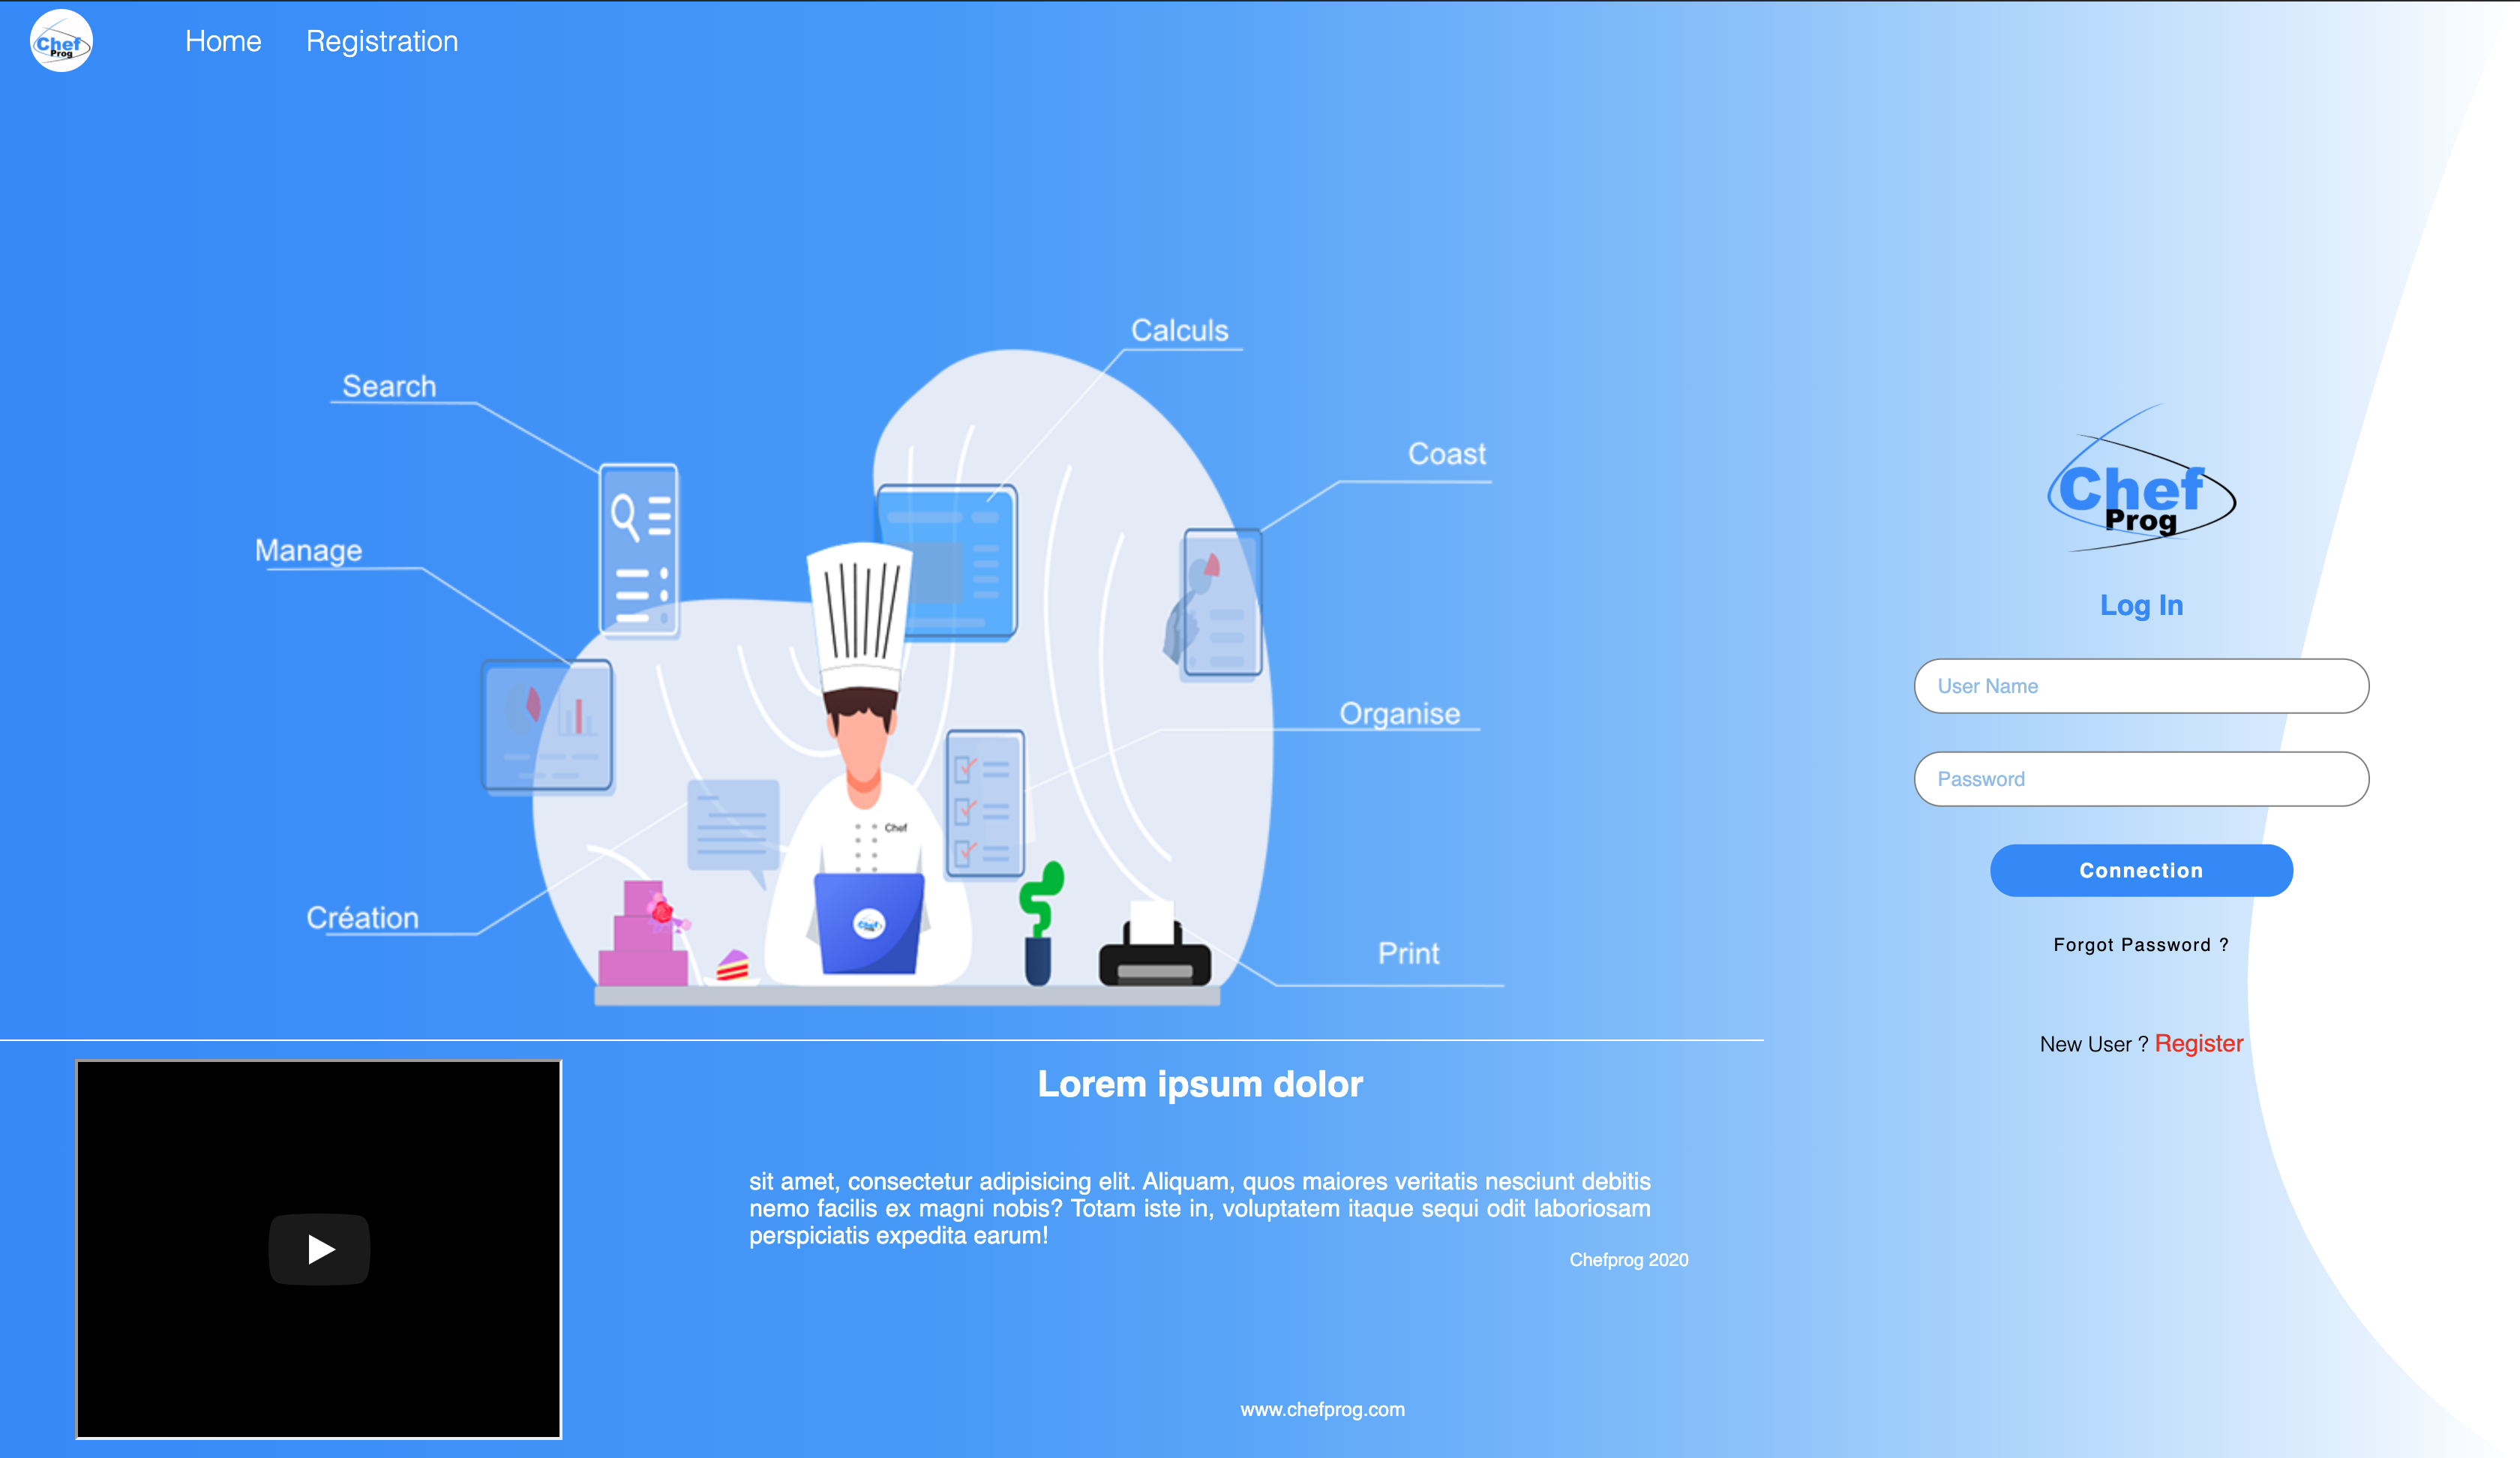 Chef
Prog
Home
Registration
Calculs
Search
Coast
Manage
Organise
Chef
Chef
Création
Print
Chef
Prog
Log In
User Name
Password
Connection
Forgot Password ?
New User ? Register
Lorem ipsum dolor
sit amet, consectetur adipisicing elit. Aliquam, quos maiores veritatis nesciunt debitis
nemo facilis ex magni nobis? Totam iste in, voluptatem itaque sequi odit laboriosam
perspiciatis expedita earum!
Chefprog 2020
www.chefprog.com